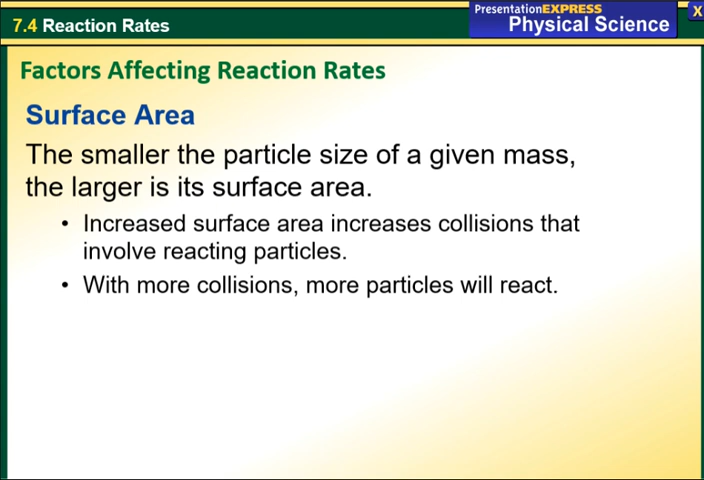 7.4 Reaction Rates
PresentationEXPRESS
Physical Science
X
Factors Affecting Reaction Rates
Surface Area
The smaller the particle size of a given mass,
the larger is its surface area.
• Increased surface area increases collisions that
involve reacting particles.
• With more collisions, more particles will react.